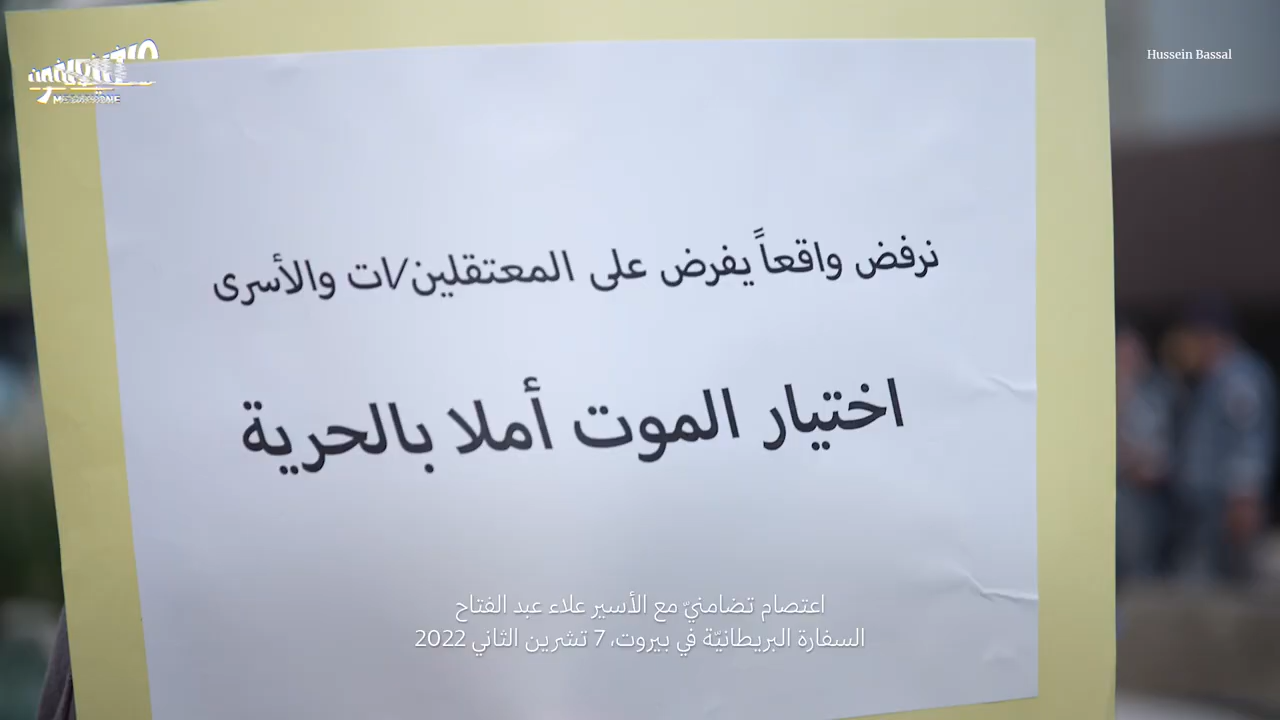 Hussein Bassal
نرفض واقعاً يفرض على المعتقلين/ات والأسرى
اختيار الموت أملا بالحرية
اعتصام تضامنيّ مع الأسير علاء عبد الفتاح
السفارة البريطانيّة في بيروت، 7 تشرين الثاني 2022